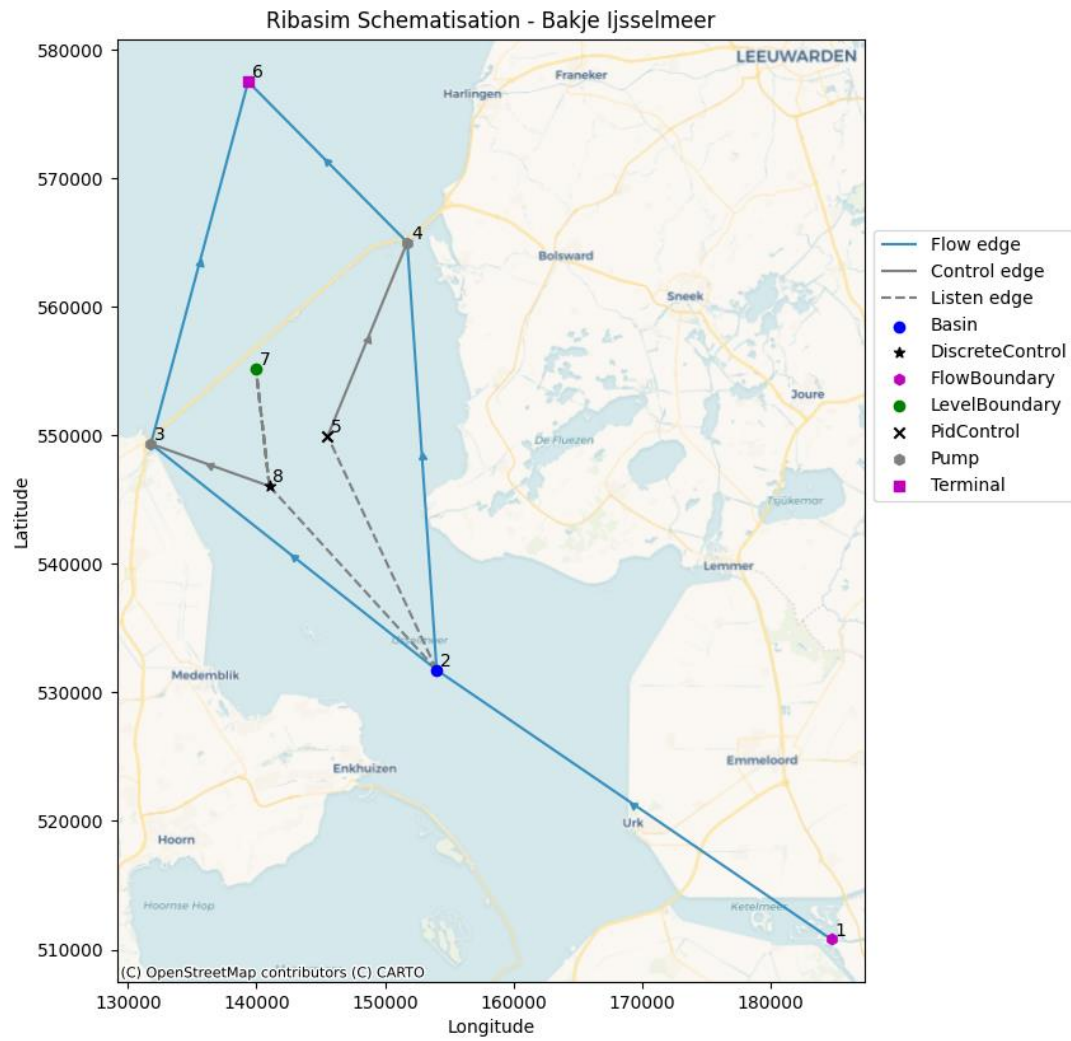 Ribasim Schematisation - Bakje Ijsselmeer
580000
570000
560000
550000
540000
530000
520000
510000
Latitude
130000
140000
150000
160000
170000
180000
Longitude
LEEUWARDEN
Franeker
Harlingen
6
4
Bolsward
Sneek
7
Joure
5
3
De Fluezen
8
Tsjûkemar
Lemmer
2
Medemblik
Emmeloord
Enkhuizen
Urk
Hoorn
Hoornse Hop
Ketelmeer
1
(C) OpenStreetMap contributors (C) CARTO
Flow edge
Control edge
Listen edge
Basin
DiscreteControl
FlowBoundary
LevelBoundary
PidControl
Pump
Terminal